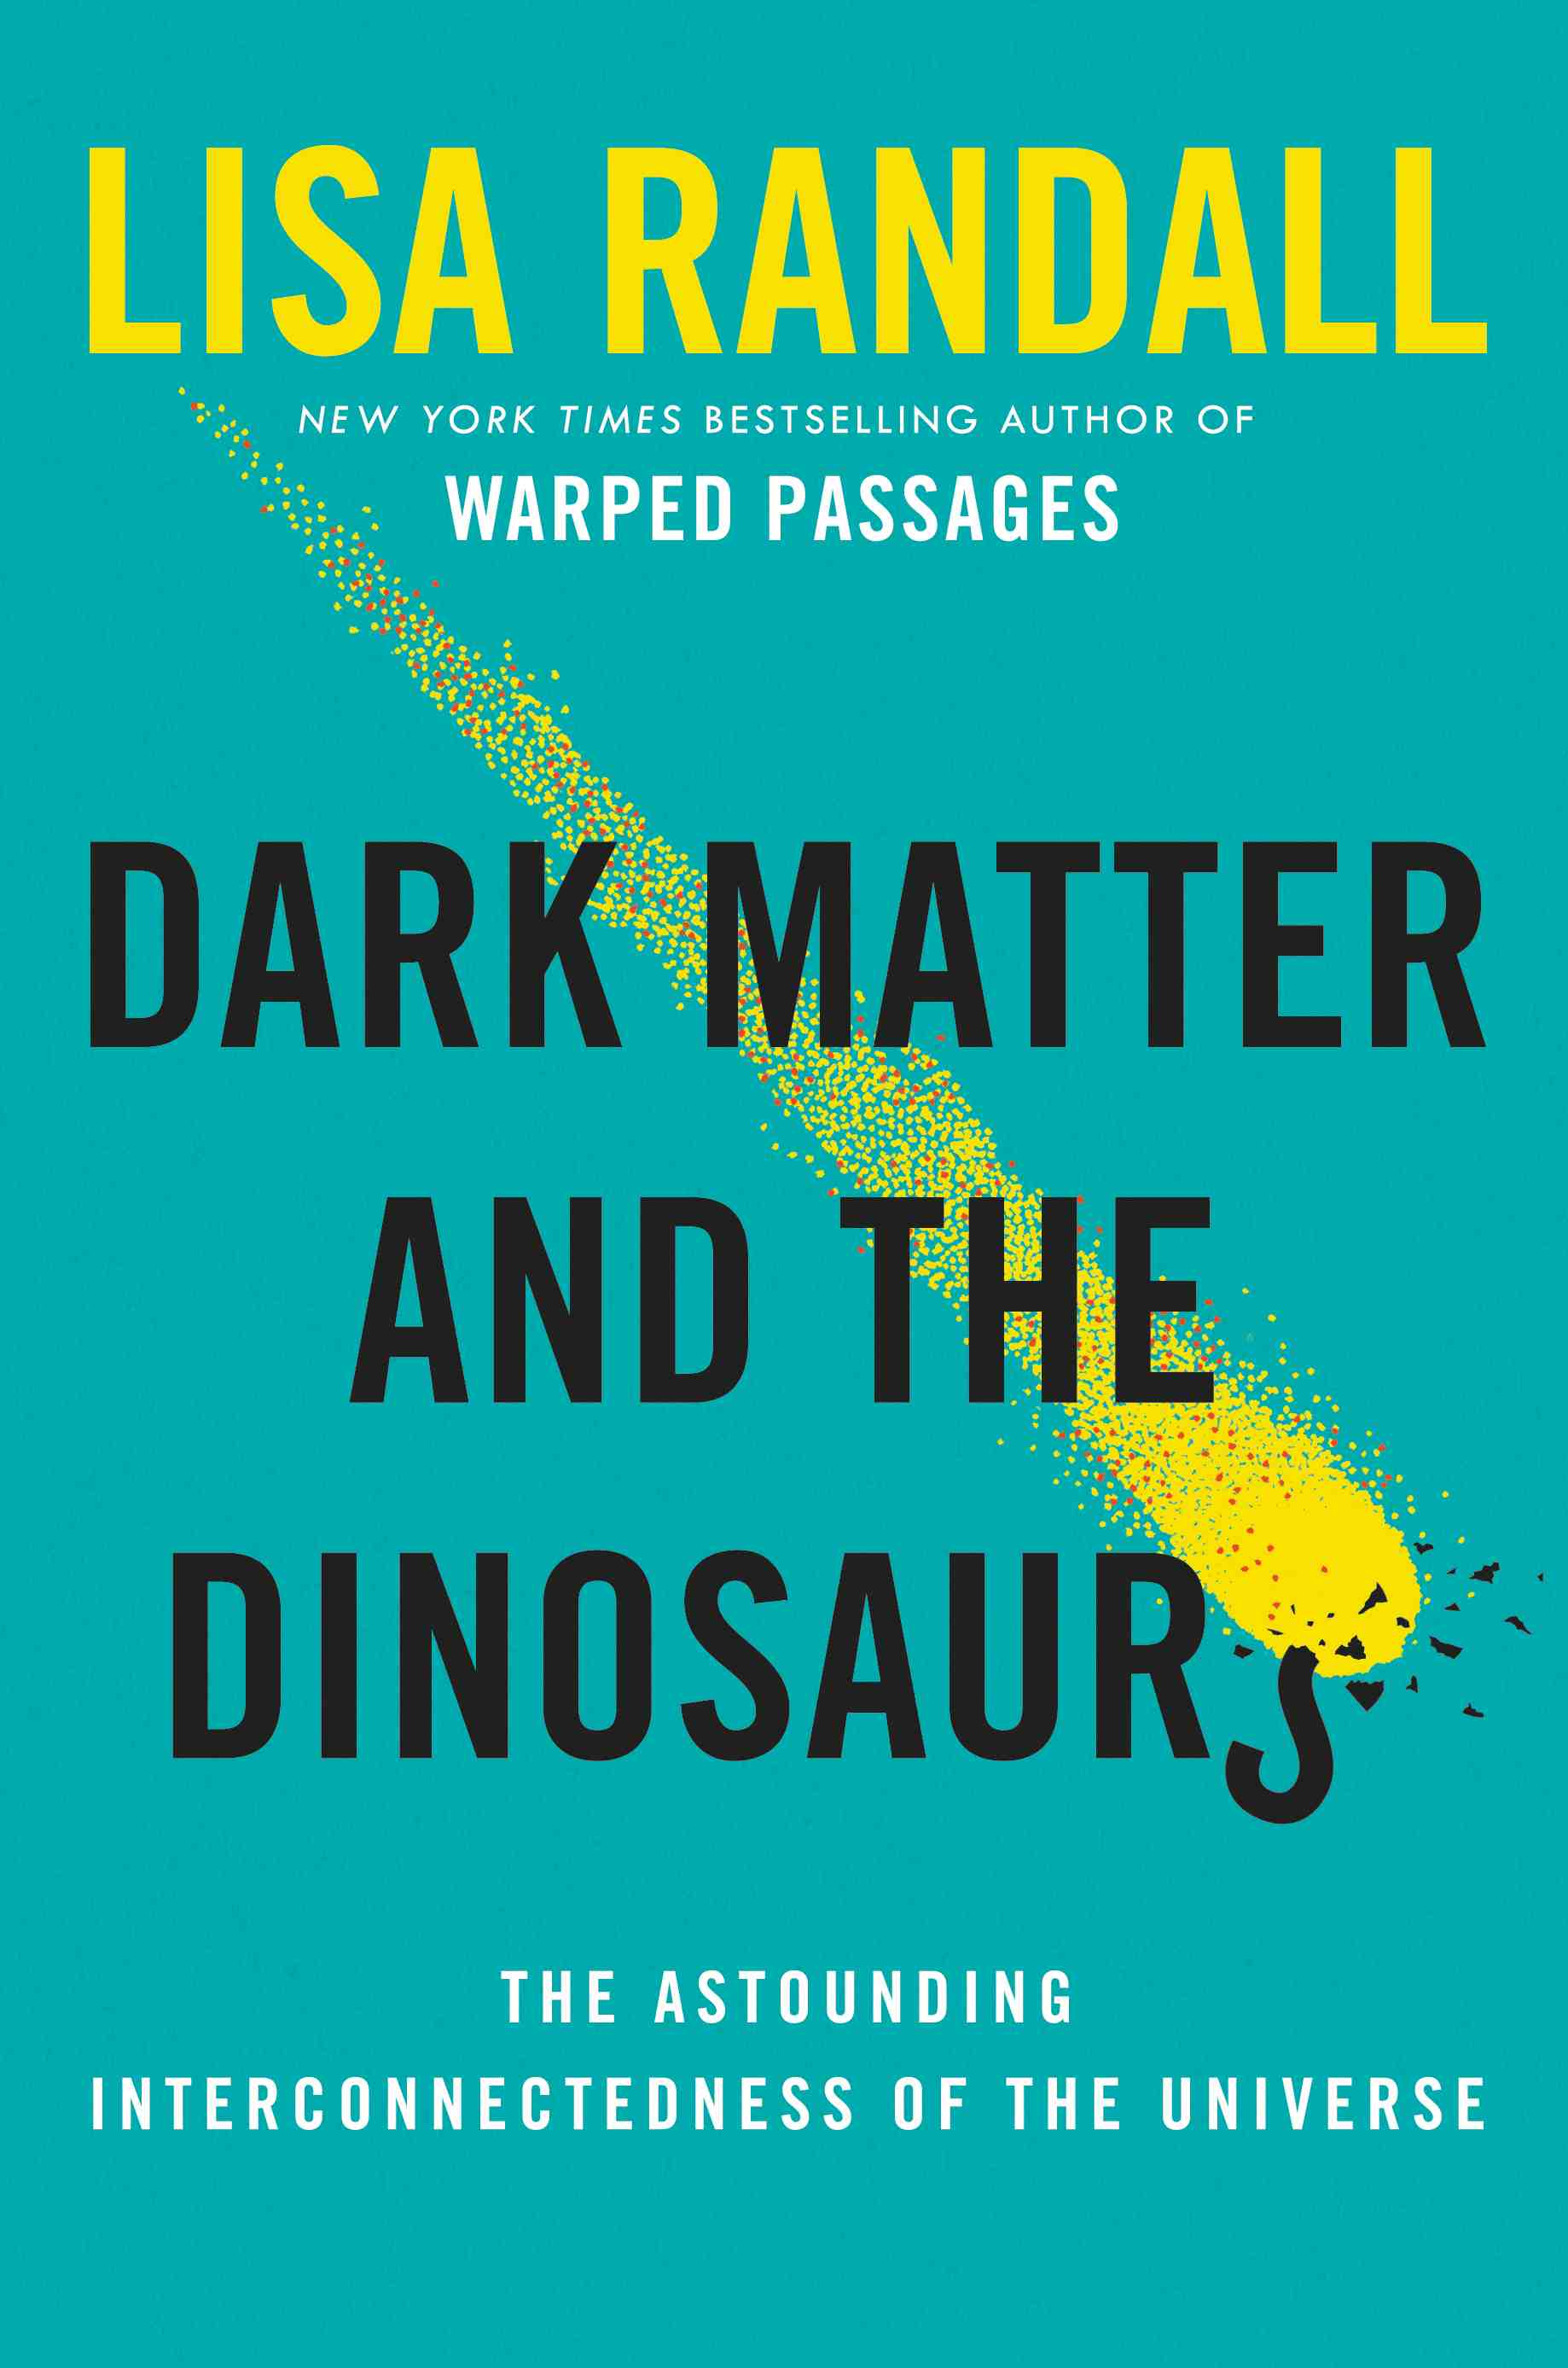 LISA RANDALL
NEW YORK TIMES BESTSELLING AUTHOR OF
WARPED PASSAGES
DARK MATTER
AND THE
DINOSAURS
THE ASTOUNDING
INTERCONNECTEDNESS OF THE UNIVERSE